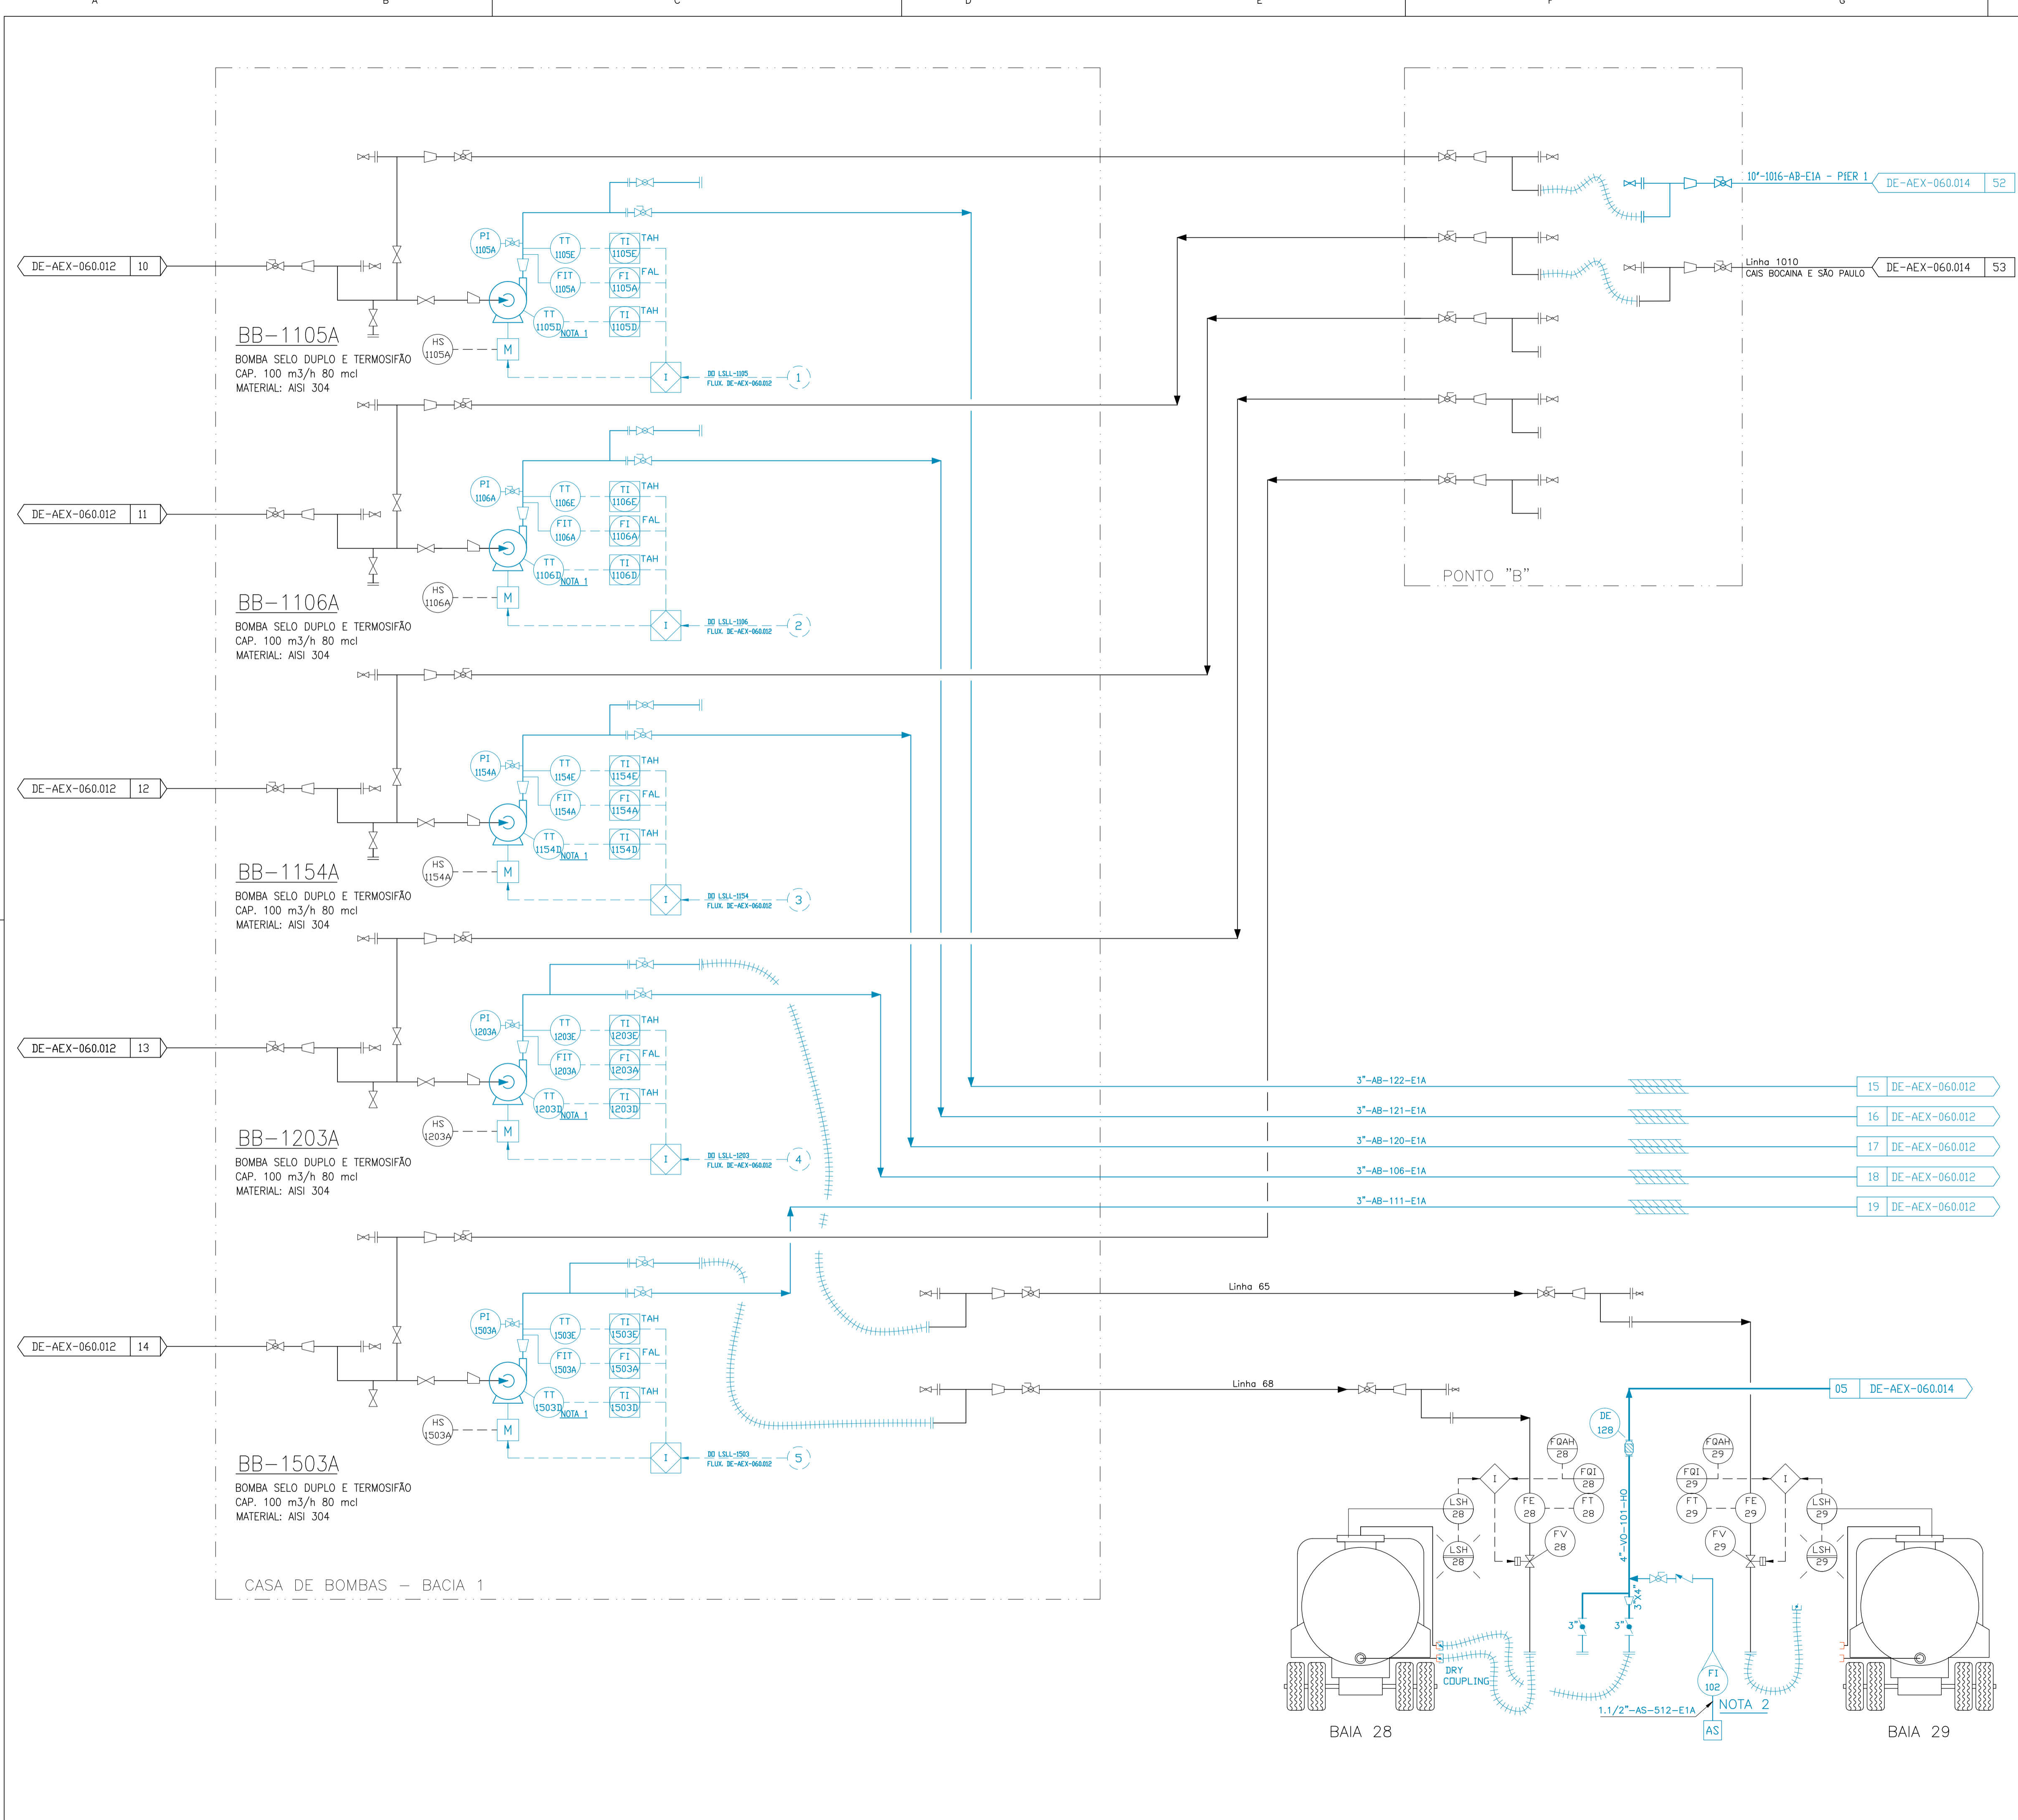 A B C D E F G
10"-1016-AB-E1A - PIER 1
DE-AEX-060.014 52
Linha 1010
CAIS BOCAINA E SÃO PAULO
DE-AEX-060.014 53
PONTO "B"
DE-AEX-060.012 10
PI 1105A
TT 1105E
TI 1105E
TAH
FIT 1105A
FI 1105A
FAL
TT 1105D
NOTA 1
TI 1105D
TAH
HS 1105A
M
I
DO LSLL-1105
FLUX. DE-AEX-060.012
1
BB-1105A
BOMBA SELO DUPLO E TERMOSIFÃO
CAP. 100 m3/h 80 mcl
MATERIAL: AISI 304
DE-AEX-060.012 11
PI 1106A
TT 1106E
TI 1106E
TAH
FIT 1106A
FI 1106A
FAL
TT 1106D
NOTA 1
TI 1106D
TAH
HS 1106A
M
I
DO LSLL-1106
FLUX. DE-AEX-060.012
2
BB-1106A
BOMBA SELO DUPLO E TERMOSIFÃO
CAP. 100 m3/h 80 mcl
MATERIAL: AISI 304
DE-AEX-060.012 12
PI 1154A
TT 1154E
TI 1154E
TAH
FIT 1154A
FI 1154A
FAL
TT 1154D
NOTA 1
TI 1154D
TAH
HS 1154A
M
I
DO LSLL-1154
FLUX. DE-AEX-060.012
3
BB-1154A
BOMBA SELO DUPLO E TERMOSIFÃO
CAP. 100 m3/h 80 mcl
MATERIAL: AISI 304
DE-AEX-060.012 13
PI 1203A
TT 1203E
TI 1203E
TAH
FIT 1203A
FI 1203A
FAL
TT 1203D
NOTA 1
TI 1203D
TAH
HS 1203A
M
I
DO LSLL-1203
FLUX. DE-AEX-060.012
4
BB-1203A
BOMBA SELO DUPLO E TERMOSIFÃO
CAP. 100 m3/h 80 mcl
MATERIAL: AISI 304
3"-AB-122-E1A
15 DE-AEX-060.012
3"-AB-121-E1A
16 DE-AEX-060.012
3"-AB-120-E1A
17 DE-AEX-060.012
3"-AB-106-E1A
18 DE-AEX-060.012
3"-AB-111-E1A
19 DE-AEX-060.012
DE-AEX-060.012 14
PI 1503A
TT 1503E
TI 1503E
TAH
FIT 1503A
FI 1503A
FAL
TT 1503D
NOTA 1
TI 1503D
TAH
HS 1503A
M
I
DO LSLL-1503
FLUX. DE-AEX-060.012
5
BB-1503A
BOMBA SELO DUPLO E TERMOSIFÃO
CAP. 100 m3/h 80 mcl
MATERIAL: AISI 304
CASA DE BOMBAS - BACIA 1
Linha 65
Linha 68
05 DE-AEX-060.014
DE 128
FQAH 28
FQI 28
I
LSH 28
FE 28
FT 28
LSH 28
FV 28
4"-VO-101-HO
3"X4"
3"
3"
FQAH 29
FQI 29
I
FT 29
FE 29
LSH 29
FV 29
LSH 29
DRY
COUPLING
FI 102
1.1/2"-AS-512-E1A
NOTA 2
AS
BAIA 28
BAIA 29